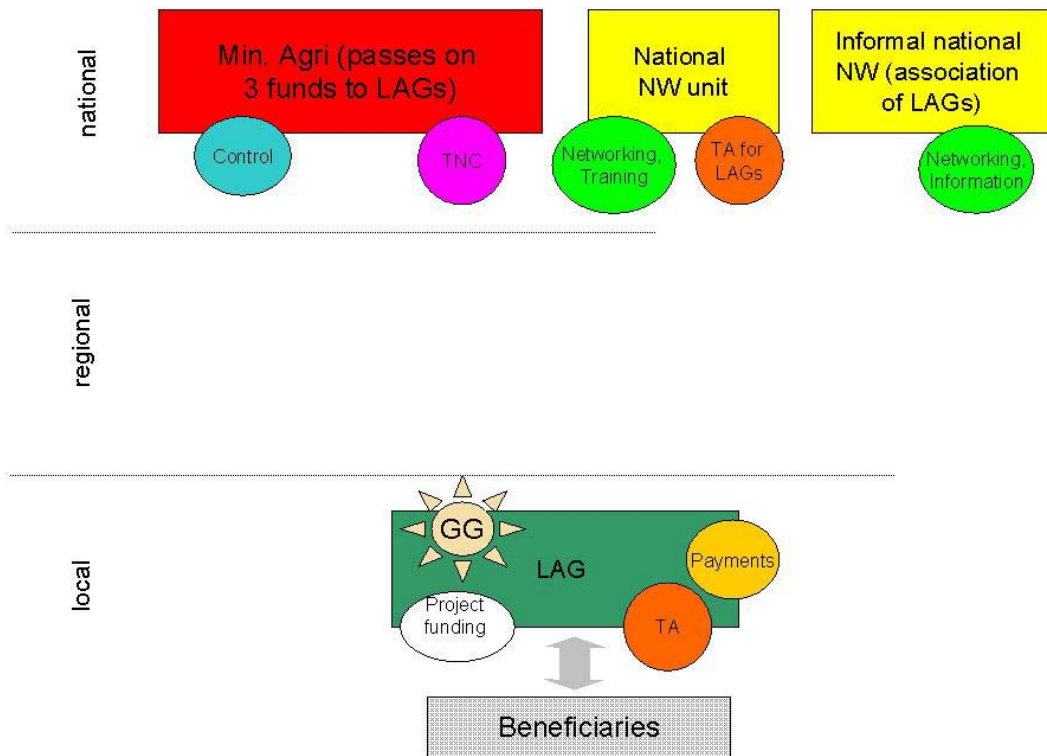 national
Min. Agri (passes on
3 funds to LAGs)
National
NW unit
Informal national
NW (association
of LAGs)
Control
TNC
Networking,
Training
TA for
LAGs
Networking,
Information
regional
local
GG
LAG
Payments
Project
funding
TA
Beneficiaries